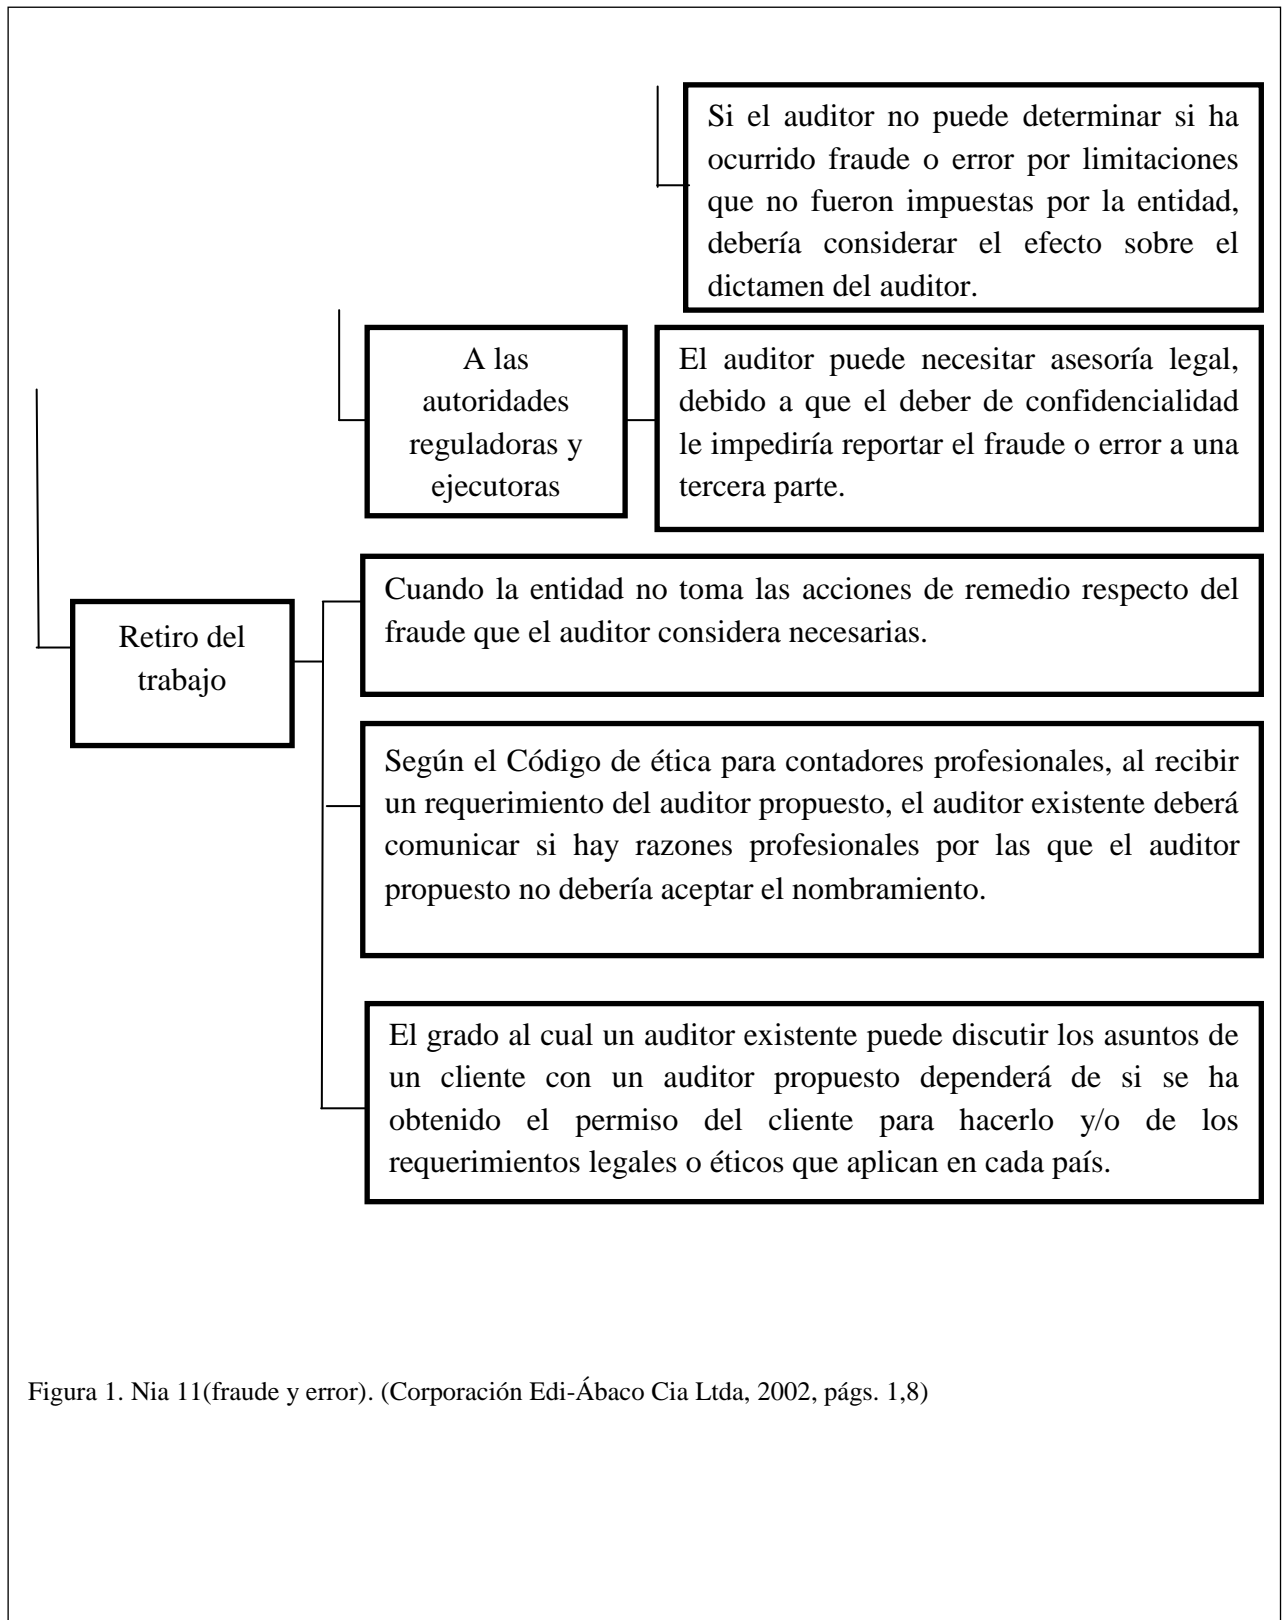 Si el auditor no puede determinar si ha
ocurrido fraude o error por limitaciones
que no fueron impuestas por la entidad,
debería considerar el efecto sobre el
dictamen del auditor.
A las
autoridades
reguladoras y
ejecutoras
El auditor puede necesitar asesoría legal,
debido a que el deber de confidencialidad
le impediría reportar el fraude o error a una
tercera parte.
Retiro del
trabajo
Cuando la entidad no toma las acciones de remedio respecto del
fraude que el auditor considera necesarias.
Según el Código de ética para contadores profesionales, al recibir
un requerimiento del auditor propuesto, el auditor existente deberá
comunicar si hay razones profesionales por las que el auditor
propuesto no debería aceptar el nombramiento.
El grado al cual un auditor existente puede discutir los asuntos de
un cliente con un auditor propuesto dependerá de si se ha
obtenido el permiso del cliente para hacerlo y/o de los
requerimientos legales o éticos que aplican en cada país.
Figura 1. Nia 11(fraude y error). (Corporación Edi-Ábaco Cia Ltda, 2002, págs. 1,8)